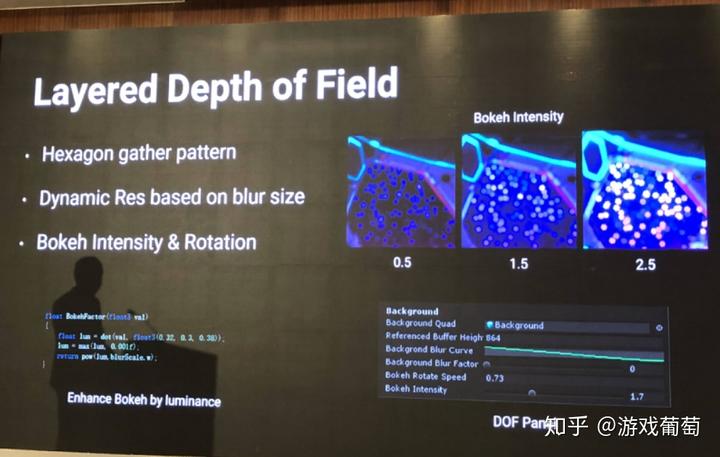 Layered Depth of Field
• Hexagon gather pattern
• Dynamic Res based on blur size
• Bokeh Intensity & Rotation
float BokehFactor(float3 val)
{
float lum = dot(val, float3(0.32, 0.3, 0.38));
lum = max(lum, 0.001f);
return pow(lum, blurScale.w);
}
Enhance Bokeh by luminance
Bokeh Intensity
0.5
1.5
2.5
Background
Background Quad
Background
Referenced Buffer Heigh 864
Backgrond Blur Curve
Background Blur Factor
0
Bokeh Rotate Speed
0.73
Bokeh Intensity
1.7
DOF
知乎 @游戏葡萄